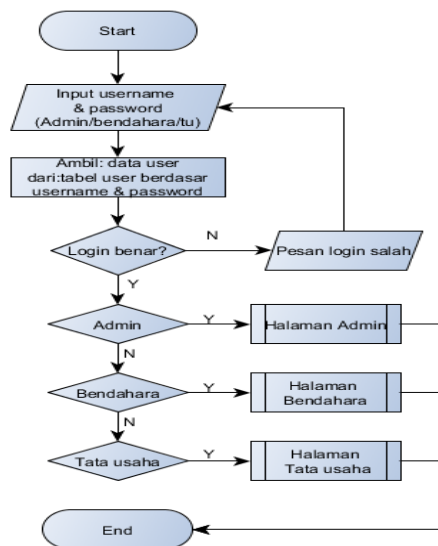 Start
Input username
& password
(Admin/bendahara/tu)
Ambil: data user
dari:tabel user berdasar
username & password
Login benar?
N
Pesan login salah
Y
Admin
Y
Halaman Admin
N
Bendahara
Y
Halaman
Bendahara
N
Tata usaha
Y
Halaman
Tata usaha
End